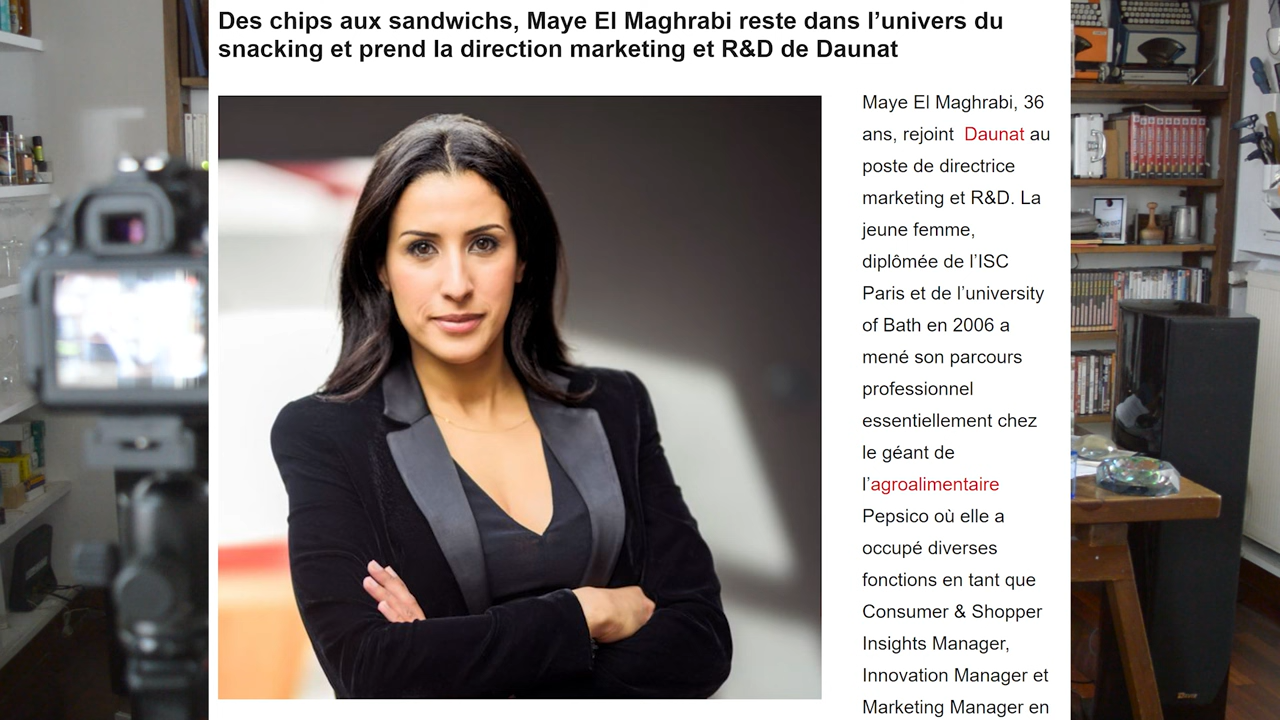 Des chips aux sandwichs, Maye El Maghrabi reste dans l’univers du
snacking et prend la direction marketing et R&D de Daunat
Maye El Maghrabi, 36
ans, rejoint Daunat au
poste de directrice
marketing et R&D. La
jeune femme,
diplômée de l’ISC
Paris et de l’university
of Bath en 2006 a
mené son parcours
professionnel
essentiellement chez
le géant de
l’agroalimentaire
Pepsico où elle a
occupé diverses
fonctions en tant que
Consumer & Shopper
Insights Manager,
Innovation Manager et
Marketing Manager en